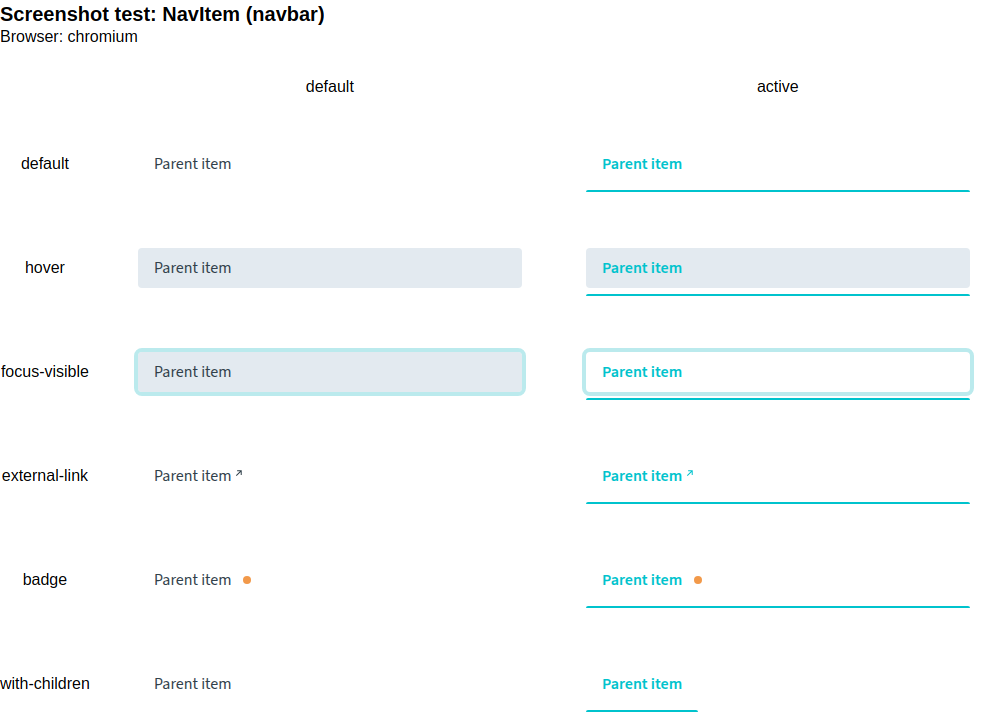 Screenshot test: NavItem (navbar)
Browser: chromium
default active
default Parent item Parent item
hover Parent item Parent item
focus-visible Parent item Parent item
external-link Parent item Parent item
badge Parent item Parent item
with-children Parent item Parent item